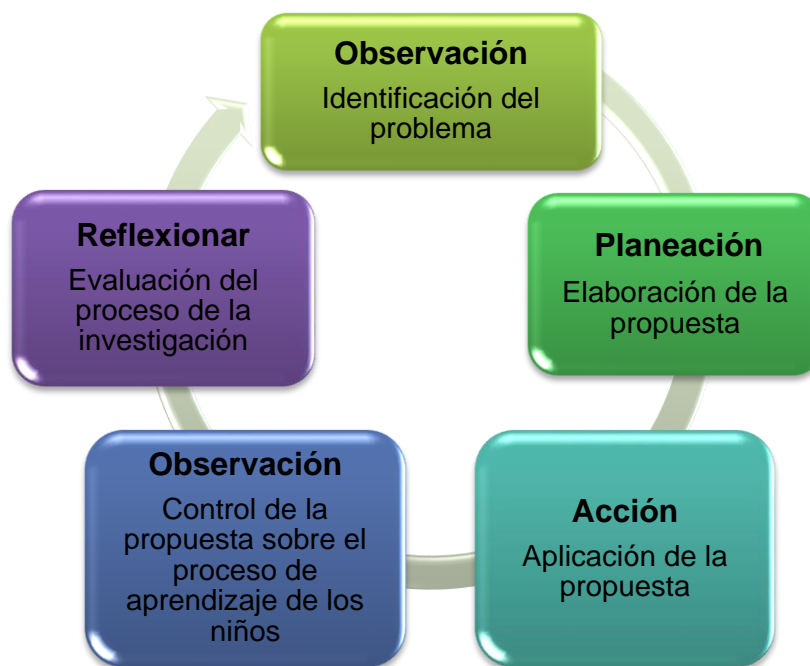 Observación
Identificación del
problema
Planeación
Elaboración de la
propuesta
Acción
Aplicación de la
propuesta
Observación
Control de la
propuesta sobre el
proceso de
aprendizaje de los
niños
Reflexionar
Evaluación del
proceso de la
investigación